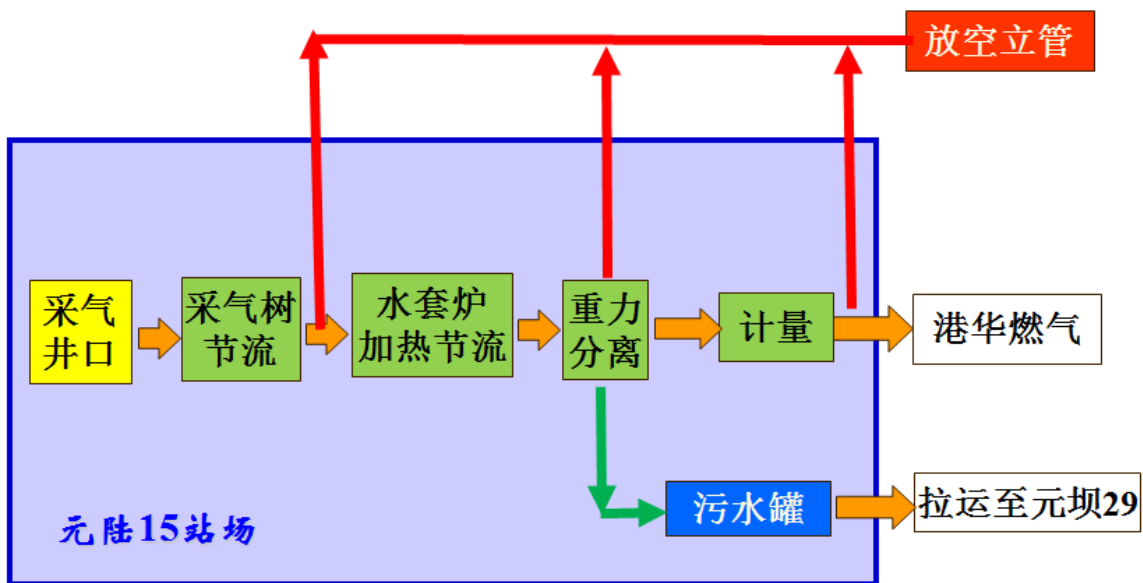 放空立管
采气
井口
采气树
节流
水套炉
加热节流
重力
分离
计量
港华燃气
污水罐
拉运至元坝29
元陆15站场